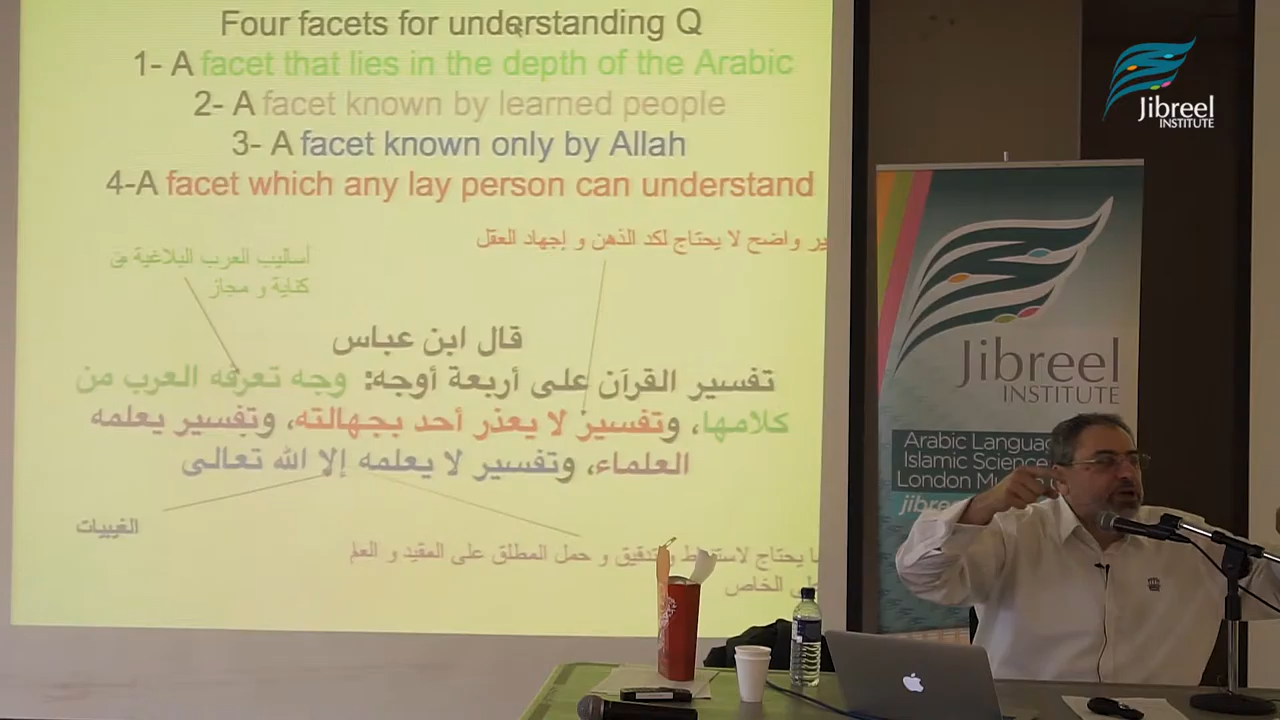 Four facets for understanding Q
1- A facet that lies in the depth of the Arabic
2- A facet known by learned people
3- A facet known only by Allah
4-A facet which any lay person can understand
واضح لا يحتاج لكد الذهن و إجهاد العقل
أساليب العرب البلاغية من
كناية و مجاز
قال ابن عباس
تفسير القرآن على أربعة أوجه: وجه تعرفه العرب من
كلامها، وتفسير لا يعذر أحد بجهالته، وتفسير يعلمه
العلماء، وتفسير لا يعلمه إلا الله تعالى
الغيبيات
يحتاج وتدقيق و حمل المطلق على المقيد و العام
على الخاص
Jibreel
INSTITUTE
Jibreel
INSTITUTE
Arabic
Islamic
London